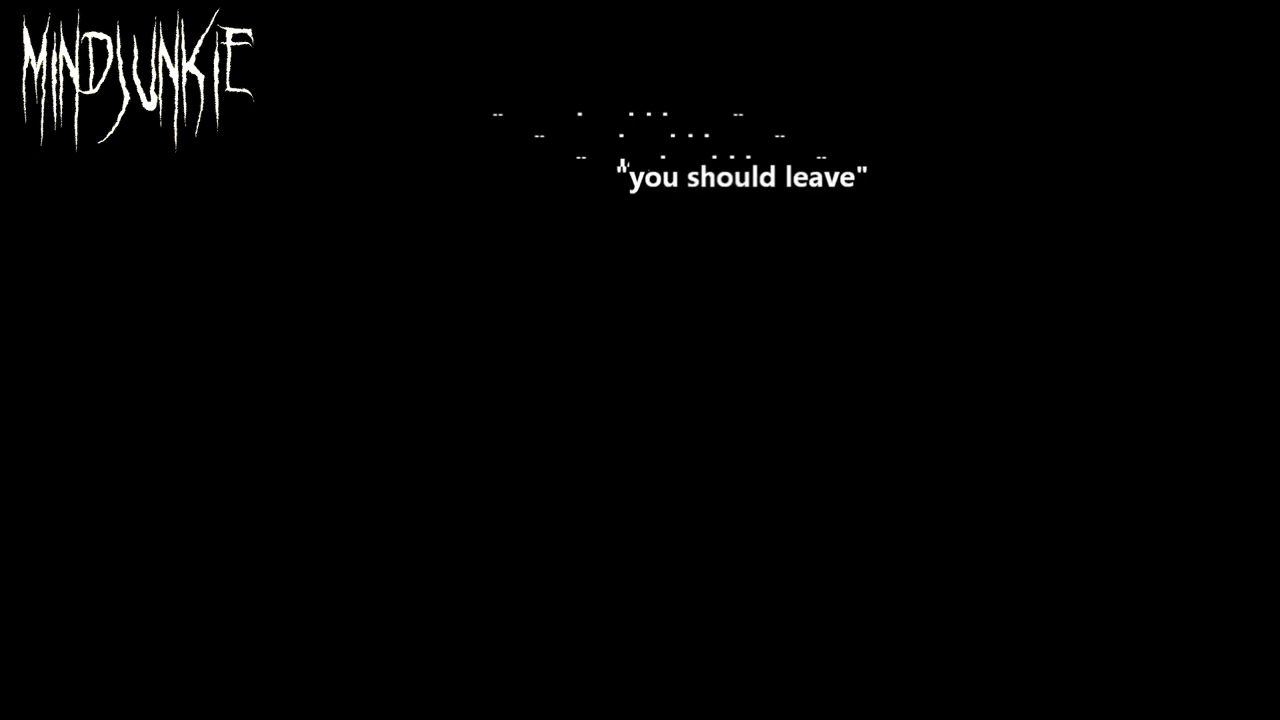 MINDJUNKIE
-- . . . . --
-- . . . . --
-- . . . . --
"you should leave"